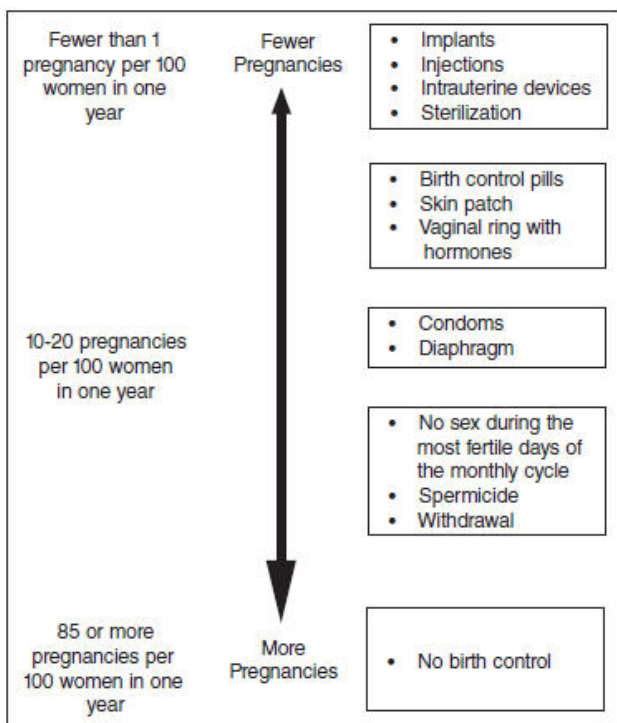 Fewer than 1
pregnancy per 100
women in one
year
Fewer
Pregnancies
• Implants
• Injections
• Intrauterine devices
• Sterilization
• Birth control pills
• Skin patch
• Vaginal ring with
hormones
10-20 pregnancies
per 100 women
in one year
• Condoms
• Diaphragm
• No sex during the
most fertile days of
the monthly cycle
• Spermicide
• Withdrawal
85 or more
pregnancies per
100 women in one
year
More
Pregnancies
• No birth control